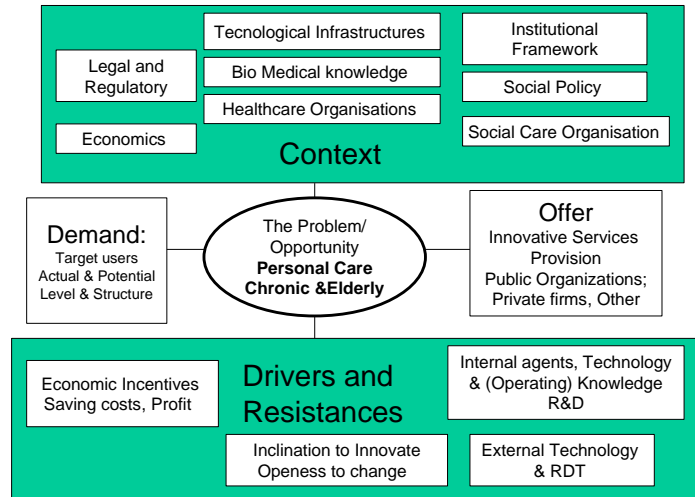 Tecnological Infrastructures
Institutional
Framework
Legal and
Regulatory
Bio Medical knowledge
Social Policy
Healthcare Organisations
Economics
Social Care Organisation
Context
Demand:
Target users
Actual & Potential
Level & Structure
The Problem/
Opportunity
Personal Care
Chronic &Elderly
Offer
Innovative Services
Provision
Public Organizations;
Private firms, Other
Economic Incentives
Saving costs, Profit
Drivers and
Resistances
Internal agents, Technology
& (Operating) Knowledge
R&D
Inclination to Innovate
Openess to change
External Technology
& RDT